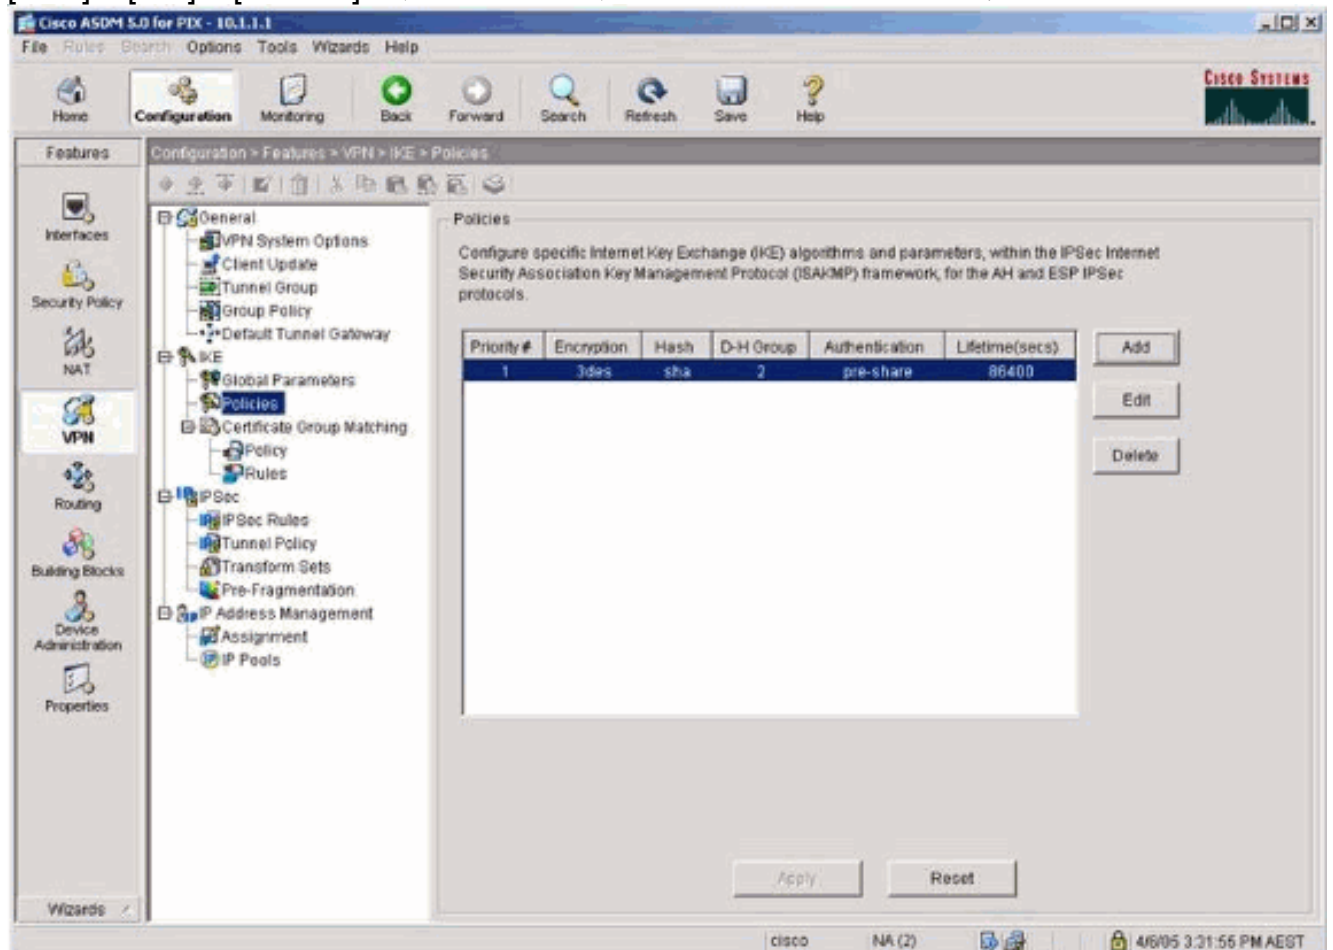 Cisco ASDM 5.0 for PIX - 10.1.1.1
File Rules Search Options Tools Wizards Help
Home Configuration Monitoring Back Forward Search Refresh Save Help
CISCO SYSTEMS
Features
Configuration > Features > VPN > IKE > Policies
Interfaces
Security Policy
NAT
VPN
Routing
Building Blocks
Device Administration
Properties
Wizards
General
VPN System Options
Client Update
Tunnel Group
Group Policy
Default Tunnel Gateway
IKE
Global Parameters
Policies
Certificate Group Matching
Policy
Rules
IPSec
IPSec Rules
Tunnel Policy
Transform Sets
Pre-Fragmentation
IP Address Management
Assignment
IP Pools
Policies
Configure specific Internet Key Exchange (IKE) algorithms and parameters, within the IPSec Internet
Security Association Key Management Protocol (ISAKMP) framework, for the AH and ESP IPSec
protocols.
Priority # Encryption Hash D-H Group Authentication Lifetime(secs)
1 3des sha 2 pre-share 86400
Add
Edit
Delete
Apply Reset
cisco NA (2) 4/6/05 3:31:56 PM AEST